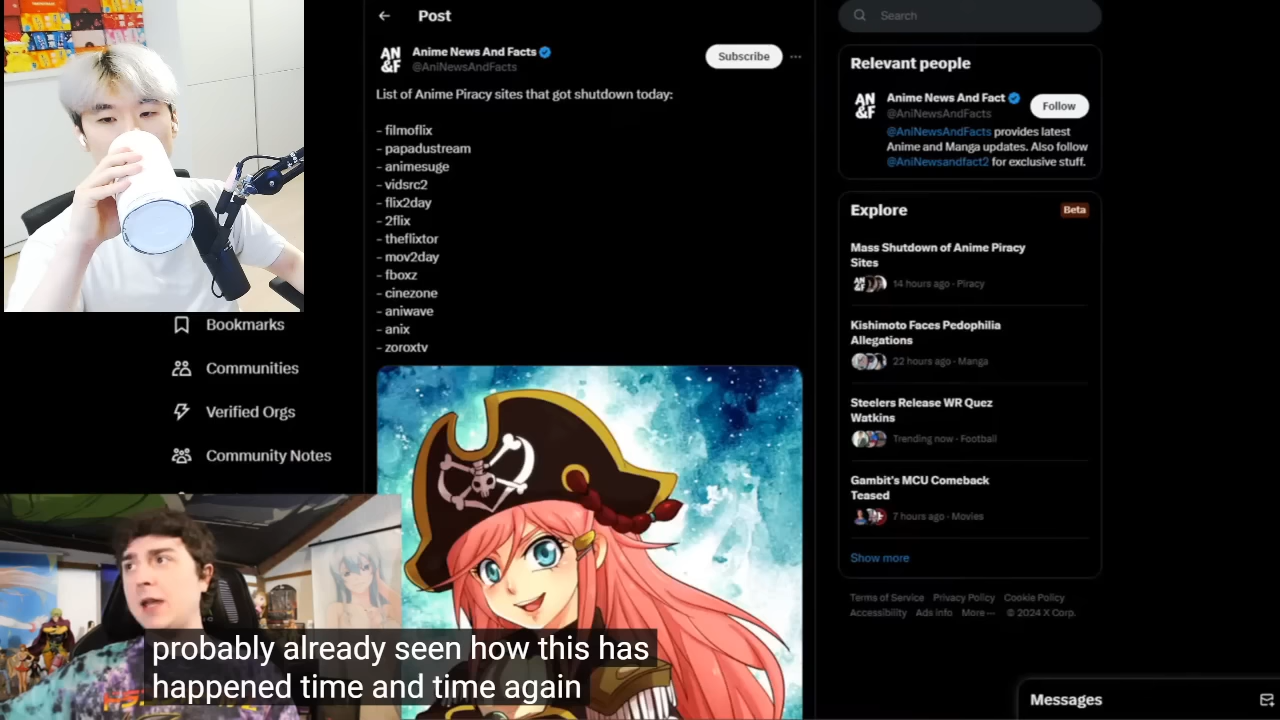 Post
Anime News And Facts
@AniNewsAndFacts
Subscribe
List of Anime Piracy sites that got shutdown today:
- filmoflix
- papadustream
- animesuge
- vidsrc2
- flix2day
- 2flix
- theflixtor
- mov2day
- fboxz
- cinezone
- aniwave
- anix
- zoroxtv
Bookmarks
Communities
Verified Orgs
Community Notes
probably already seen how this has
happened time and time again
Search
Relevant people
Anime News And Fact
@AniNewsAndFacts
Follow
@AniNewsAndFacts provides latest
Anime and Manga updates. Also follow
@AniNewsandfact2 for exclusive stuff.
Explore
Beta
Mass Shutdown of Anime Piracy
Sites
14 hours ago · Piracy
Kishimoto Faces Pedophilia
Allegations
22 hours ago · Manga
Steelers Release WR Quez
Watkins
Trending now · Football
Gambit's MCU Comeback
Teased
7 hours ago · Movies
Show more
Terms of Service Privacy Policy Cookie Policy
Accessibility Ads info More ··· © 2024 X Corp.
Messages